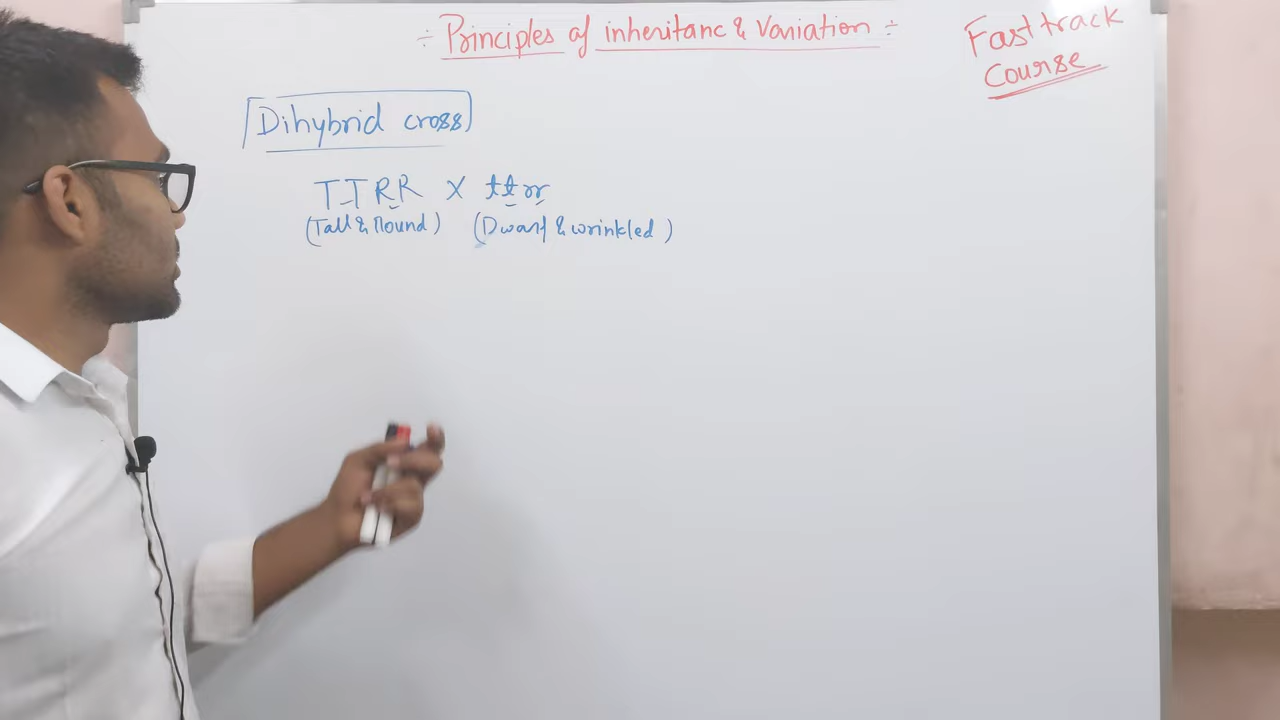 ÷ Principles of inheritanc & Variation ÷
Fast track
Course
Dihybrid cross
TTRR X ttrr
(Tall & Round) (Dwarf & wrinkled)